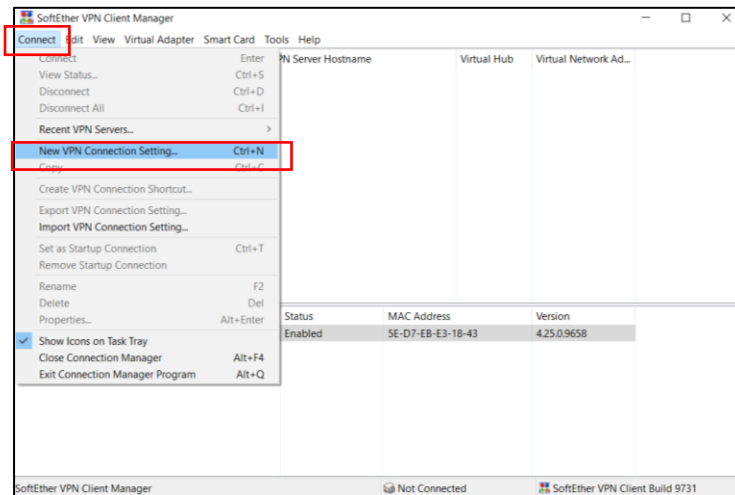 SoftEther VPN Client Manager
Connect Edit View Virtual Adapter Smart Card Tools Help
Connect Enter
View Status... Ctrl+S
Disconnect Ctrl+D
Disconnect All Ctrl+I
Recent VPN Servers...
New VPN Connection Setting... Ctrl+N
Copy Ctrl+C
Create VPN Connection Shortcut...
Export VPN Connection Setting...
Import VPN Connection Setting...
Set as Startup Connection Ctrl+T
Remove Startup Connection
Rename F2
Delete Del
Properties... Alt+Enter
Show Icons on Task Tray
Close Connection Manager Alt+F4
Exit Connection Manager Program Alt+Q
PN Server Hostname Virtual Hub Virtual Network Ad...
Status MAC Address Version
Enabled 5E-D7-EB-E3-18-43 4.25.0.9658
SoftEther VPN Client Manager Not Connected SoftEther VPN Client Build 9731